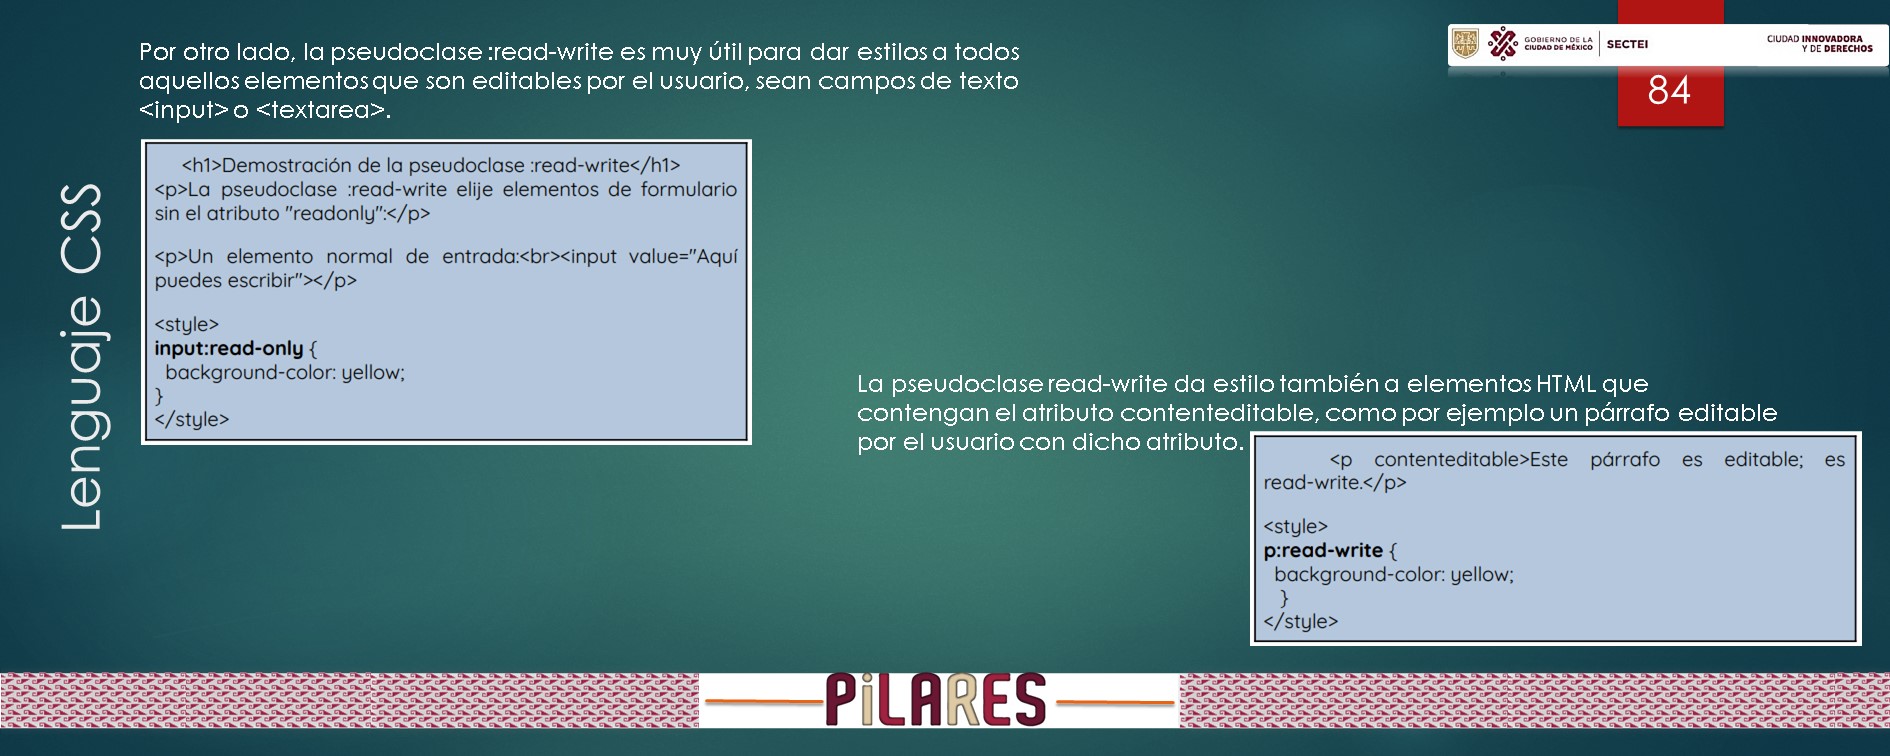 Por otro lado, la pseudoclase :read-write es muy útil para dar estilos a todos
aquellos elementos que son editables por el usuario, sean campos de texto
<input> o <textarea>.
GOBIERNO DE LA
CIUDAD DE MÉXICO
SECTEI
CIUDAD INNOVADORA
Y DE DERECHOS
84
Lenguaje CSS
<h1>Demostración de la pseudoclase :read-write</h1>
<p>La pseudoclase :read-write elije elementos de formulario
sin el atributo "readonly":</p>
<p>Un elemento normal de entrada:<br><input value="Aquí
puedes escribir"></p>
<style>
input:read-only {
background-color: yellow;
}
</style>
La pseudoclase read-write da estilo también a elementos HTML que
contengan el atributo contenteditable, como por ejemplo un párrafo editable
por el usuario con dicho atributo.
<p contenteditable>Este párrafo es editable; es
read-write.</p>
<style>
p:read-write {
background-color: yellow;
}
</style>
PiLARES